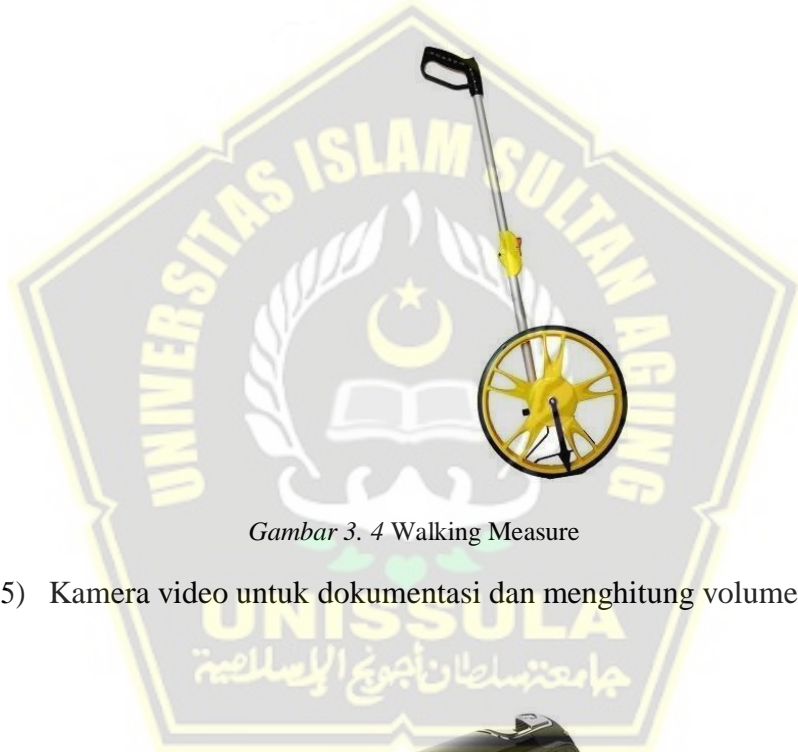 UNIVERSITAS ISLAM SULTAN AGUNG
Gambar 3. 4 Walking Measure
5) Kamera video untuk dokumentasi dan menghitung volume
UNISSULA
جامعة سلطان أجونج الإسلامية